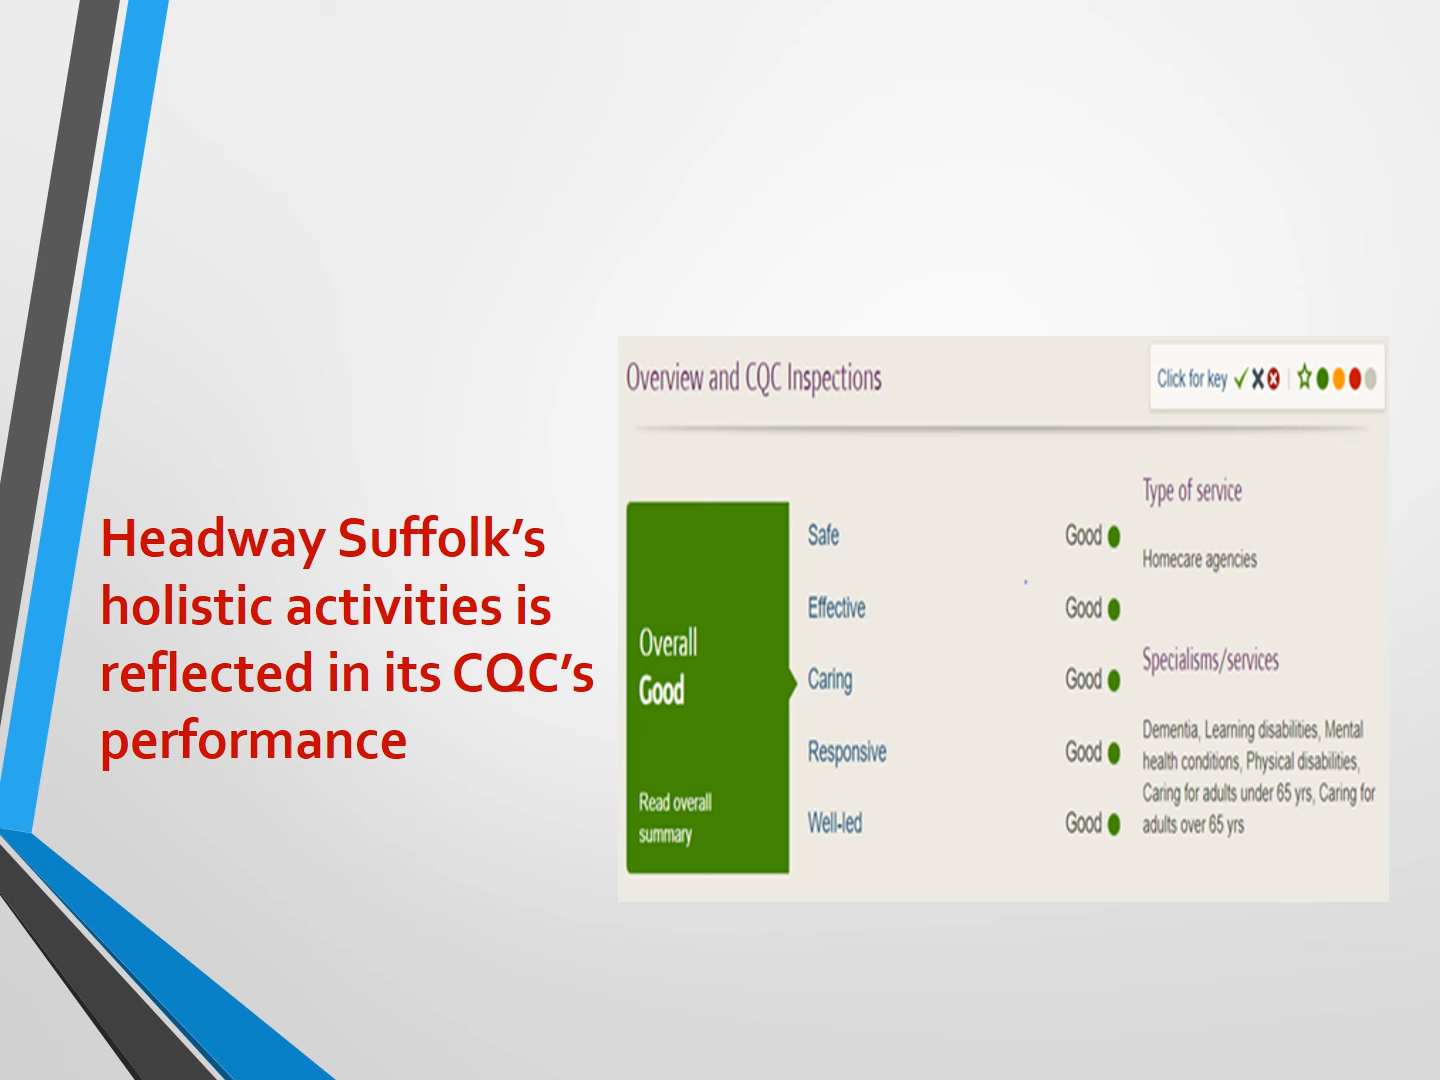 Headway Suffolk’s
holistic activities is
reflected in its CQC’s
performance
Overview and CQC Inspections
Click for key
Overall
Good
Read overall
summary
Safe Good
Effective Good
Caring Good
Responsive Good
Well-led Good
Type of service
Homecare agencies
Specialisms/services
Dementia, Learning disabilities, Mental
health conditions, Physical disabilities,
Caring for adults under 65 yrs, Caring for
adults over 65 yrs